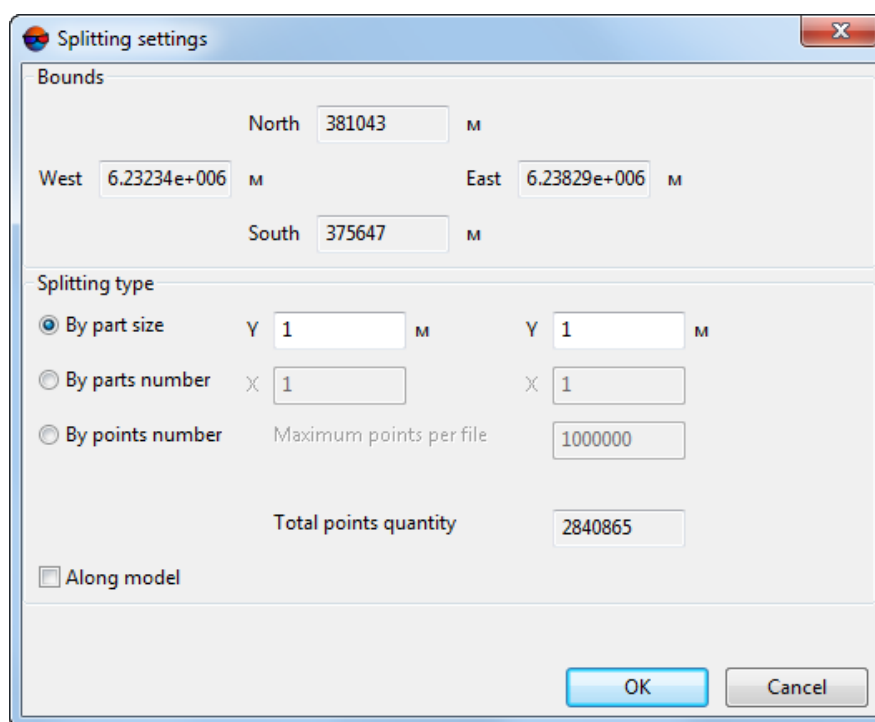 Splitting settings
Bounds
North 381043 м
West 6.23234e+006 м East 6.23829e+006 м
South 375647 м
Splitting type
By part size Y 1 м Y 1 м
By parts number X 1 X 1
By points number Maximum points per file 1000000
Total points quantity 2840865
Along model
OK Cancel